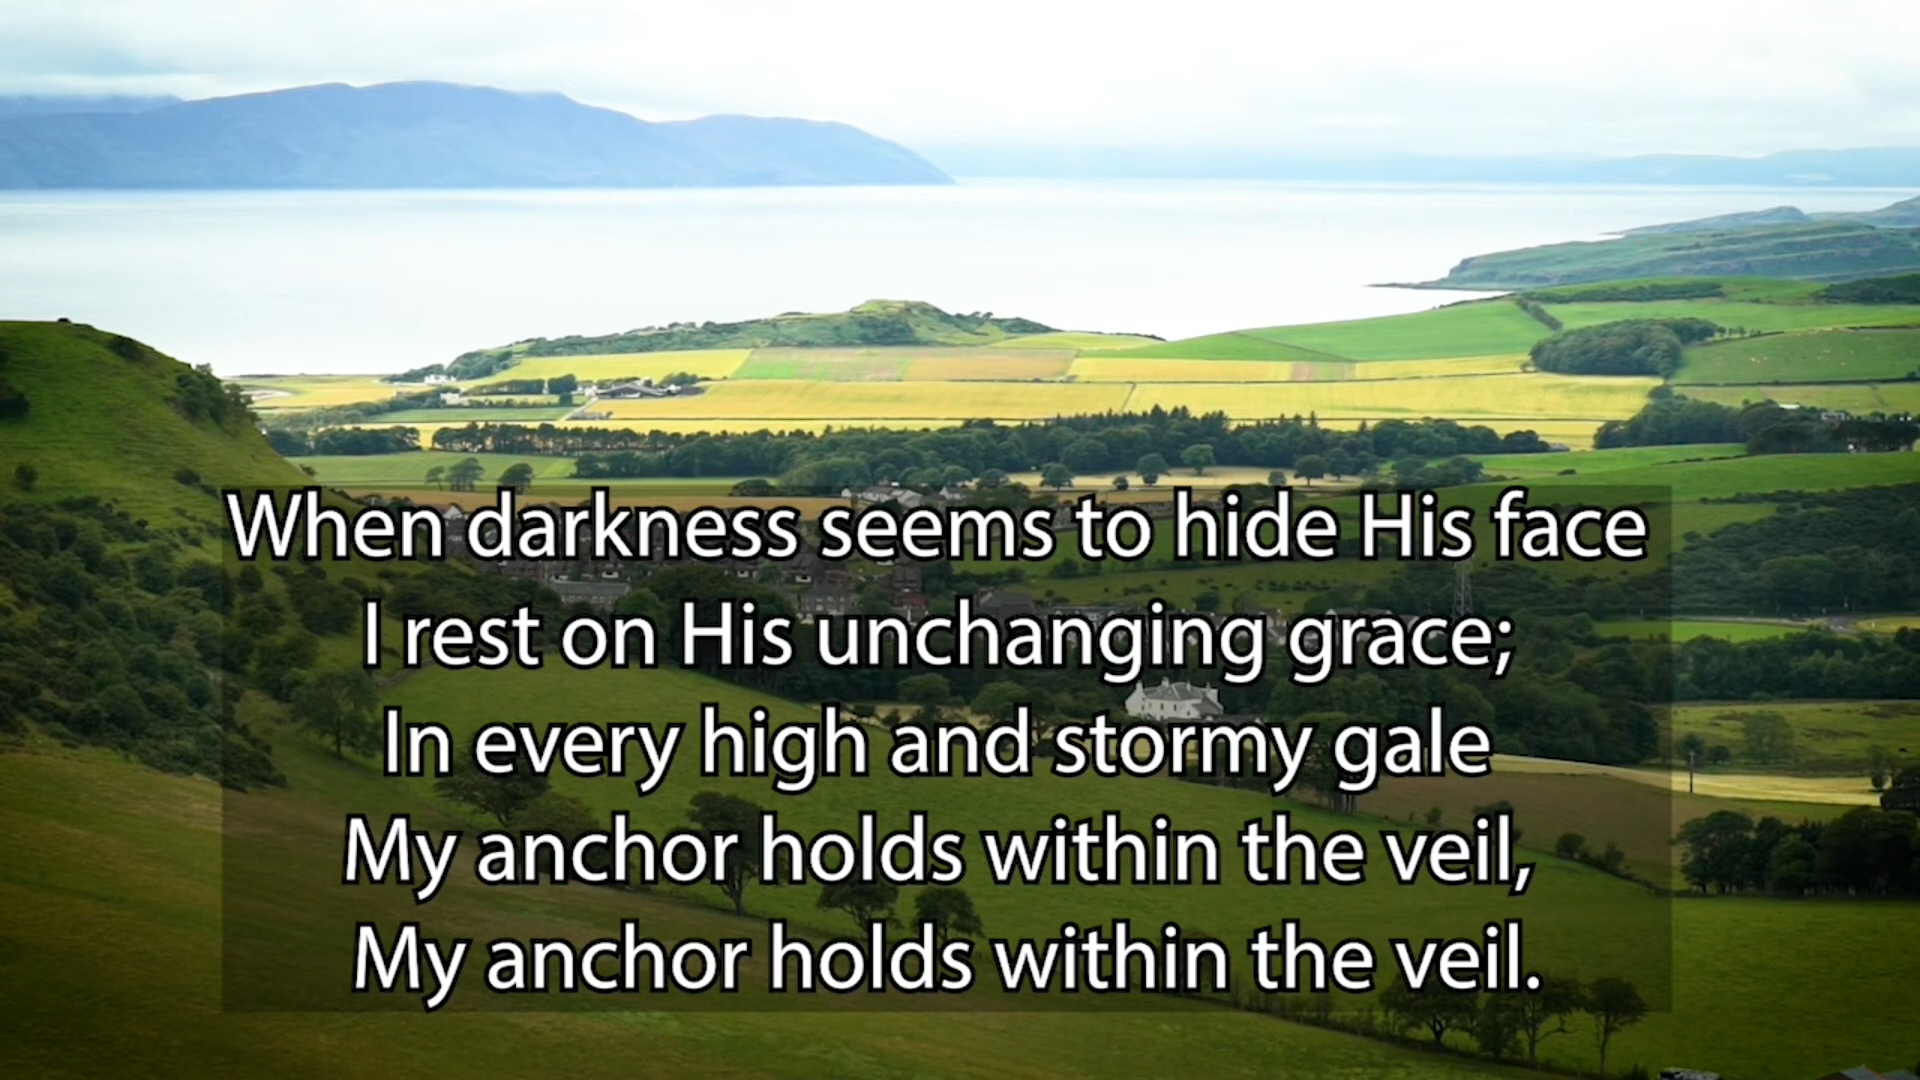 When darkness seems to hide His face
I rest on His unchanging grace;
In every high and stormy gale
My anchor holds within the veil,
My anchor holds within the veil.